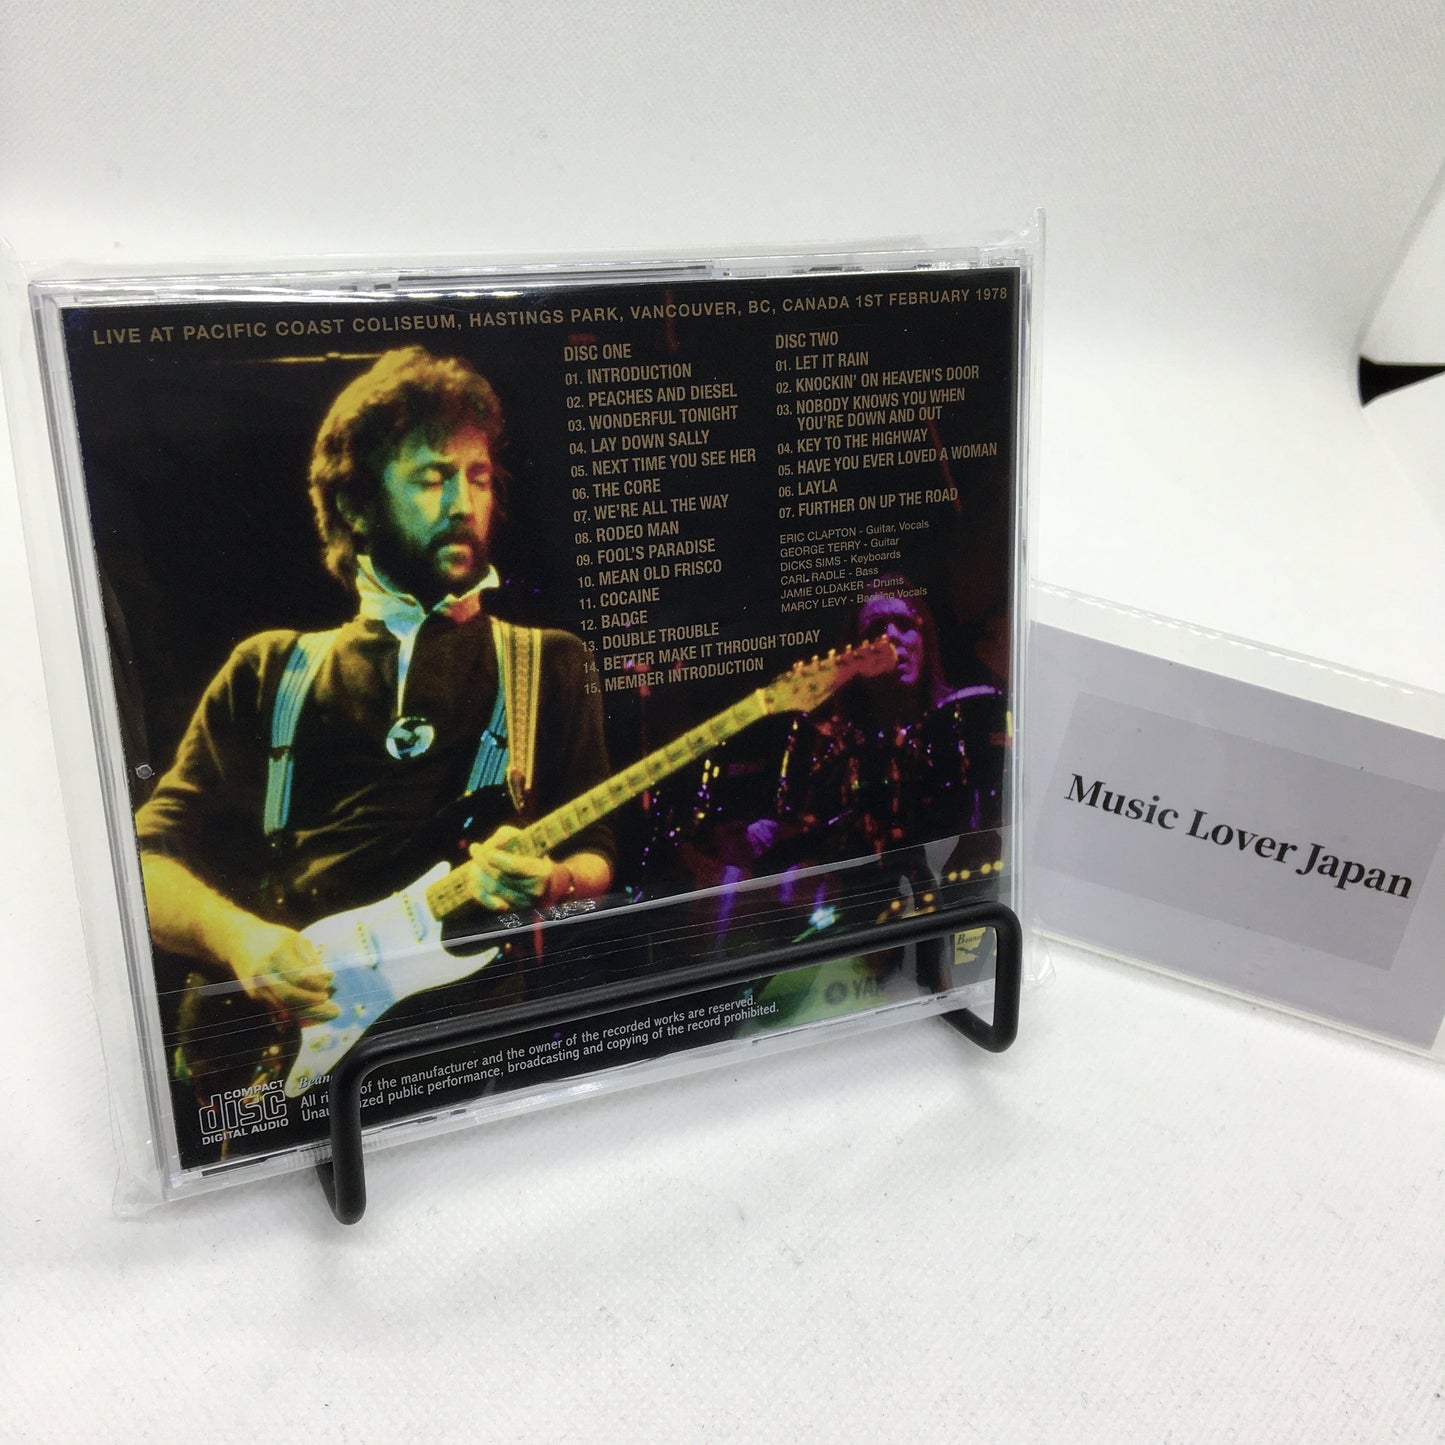 LIVE AT PACIFIC COAST COLISEUM, HASTINGS PARK, VANCOUVER, BC, CANADA 1ST FEBRUARY 1978
DISC ONE
01. INTRODUCTION
02. PEACHES AND DIESEL
03. WONDERFUL TONIGHT
04. LAY DOWN SALLY
05. NEXT TIME YOU SEE HER
06. THE CORE
07. WE'RE ALL THE WAY
08. RODEO MAN
09. FOOL'S PARADISE
10. MEAN OLD FRISCO
11. COCAINE
12. BADGE
13. DOUBLE TROUBLE
14. BETTER MAKE IT THROUGH TODAY
15. MEMBER INTRODUCTION
DISC TWO
01. LET IT RAIN
02. KNOCKIN' ON HEAVEN'S DOOR
03. NOBODY KNOWS YOU WHEN
YOU'RE DOWN AND OUT
04. KEY TO THE HIGHWAY
05. HAVE YOU EVER LOVED A WOMAN
06. LAYLA
07. FURTHER ON UP THE ROAD
ERIC CLAPTON - Guitar, Vocals
GEORGE TERRY - Guitar
DICKS SIMS - Keyboards
CARL RADLE - Bass
JAMIE OLDAKER - Drums
MARCY LEVY - Backing Vocals
Music Lover Japan
COMPACT
disc
DIGITAL AUDIO
All of the manufacturer and the owner of the recorded works are reserved.
public performance, broadcasting and copying of the record prohibited.